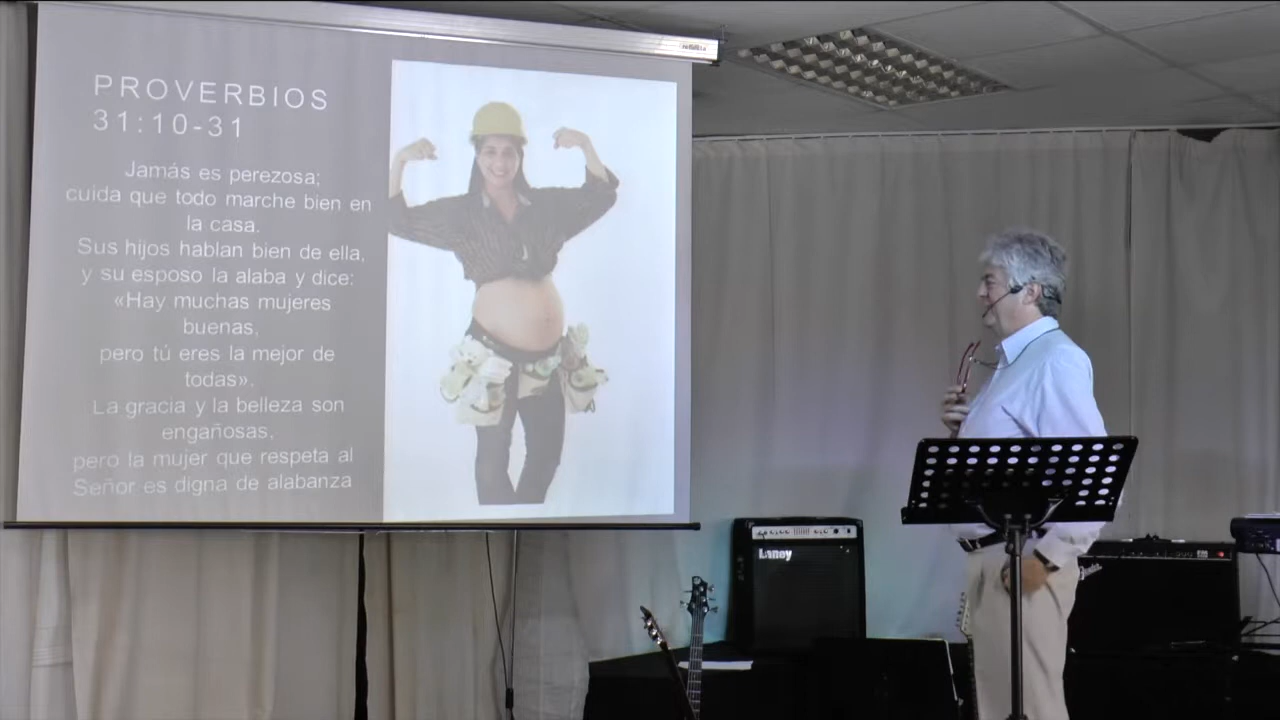 PROVERBIOS
31:10-31
Jamás es perezosa;
cuida que todo marche bien en
la casa.
Sus hijos hablan bien de ella,
y su esposo la alaba y dice:
«Hay muchas mujeres
buenas,
pero tú eres la mejor de
todas».
La gracia y la belleza son
engañosas,
pero la mujer que respeta al
Señor es digna de alabanza
Laney
Fender